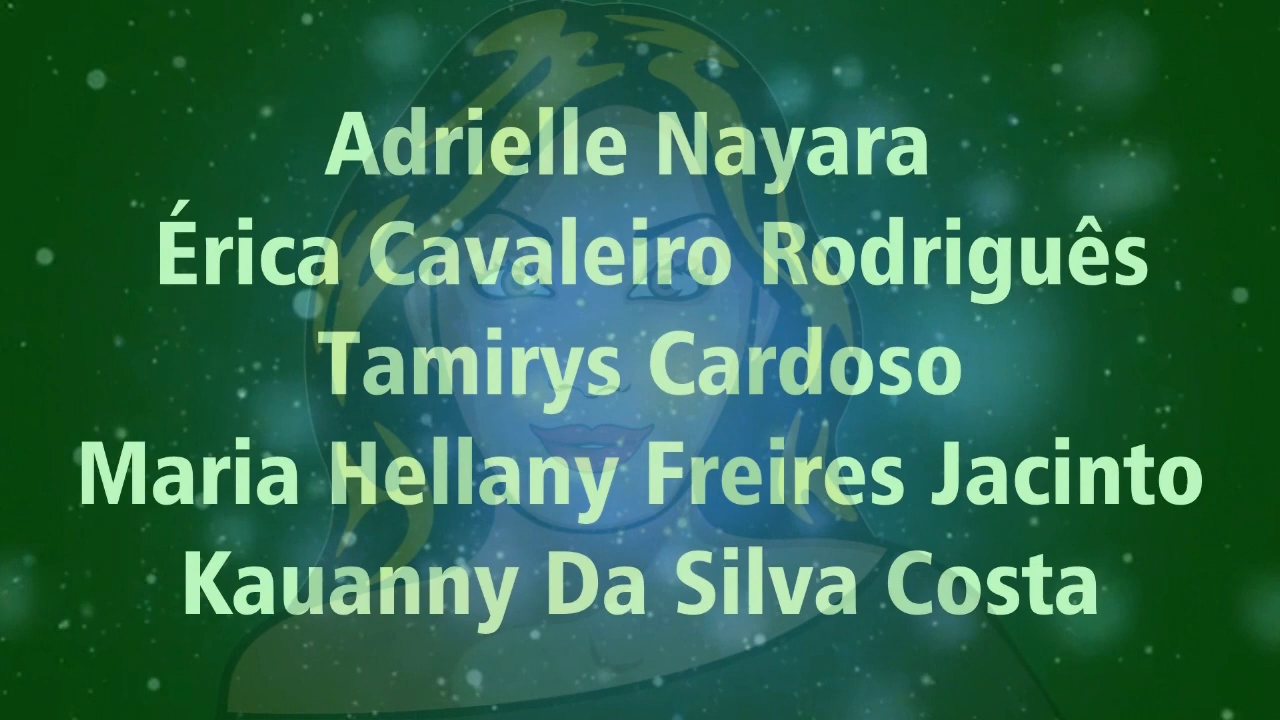 Adrielle Nayara
Érica Cavaleiro Rodriguês
Tamirys Cardoso
Maria Hellany Freires Jacinto
Kauanny Da Silva Costa